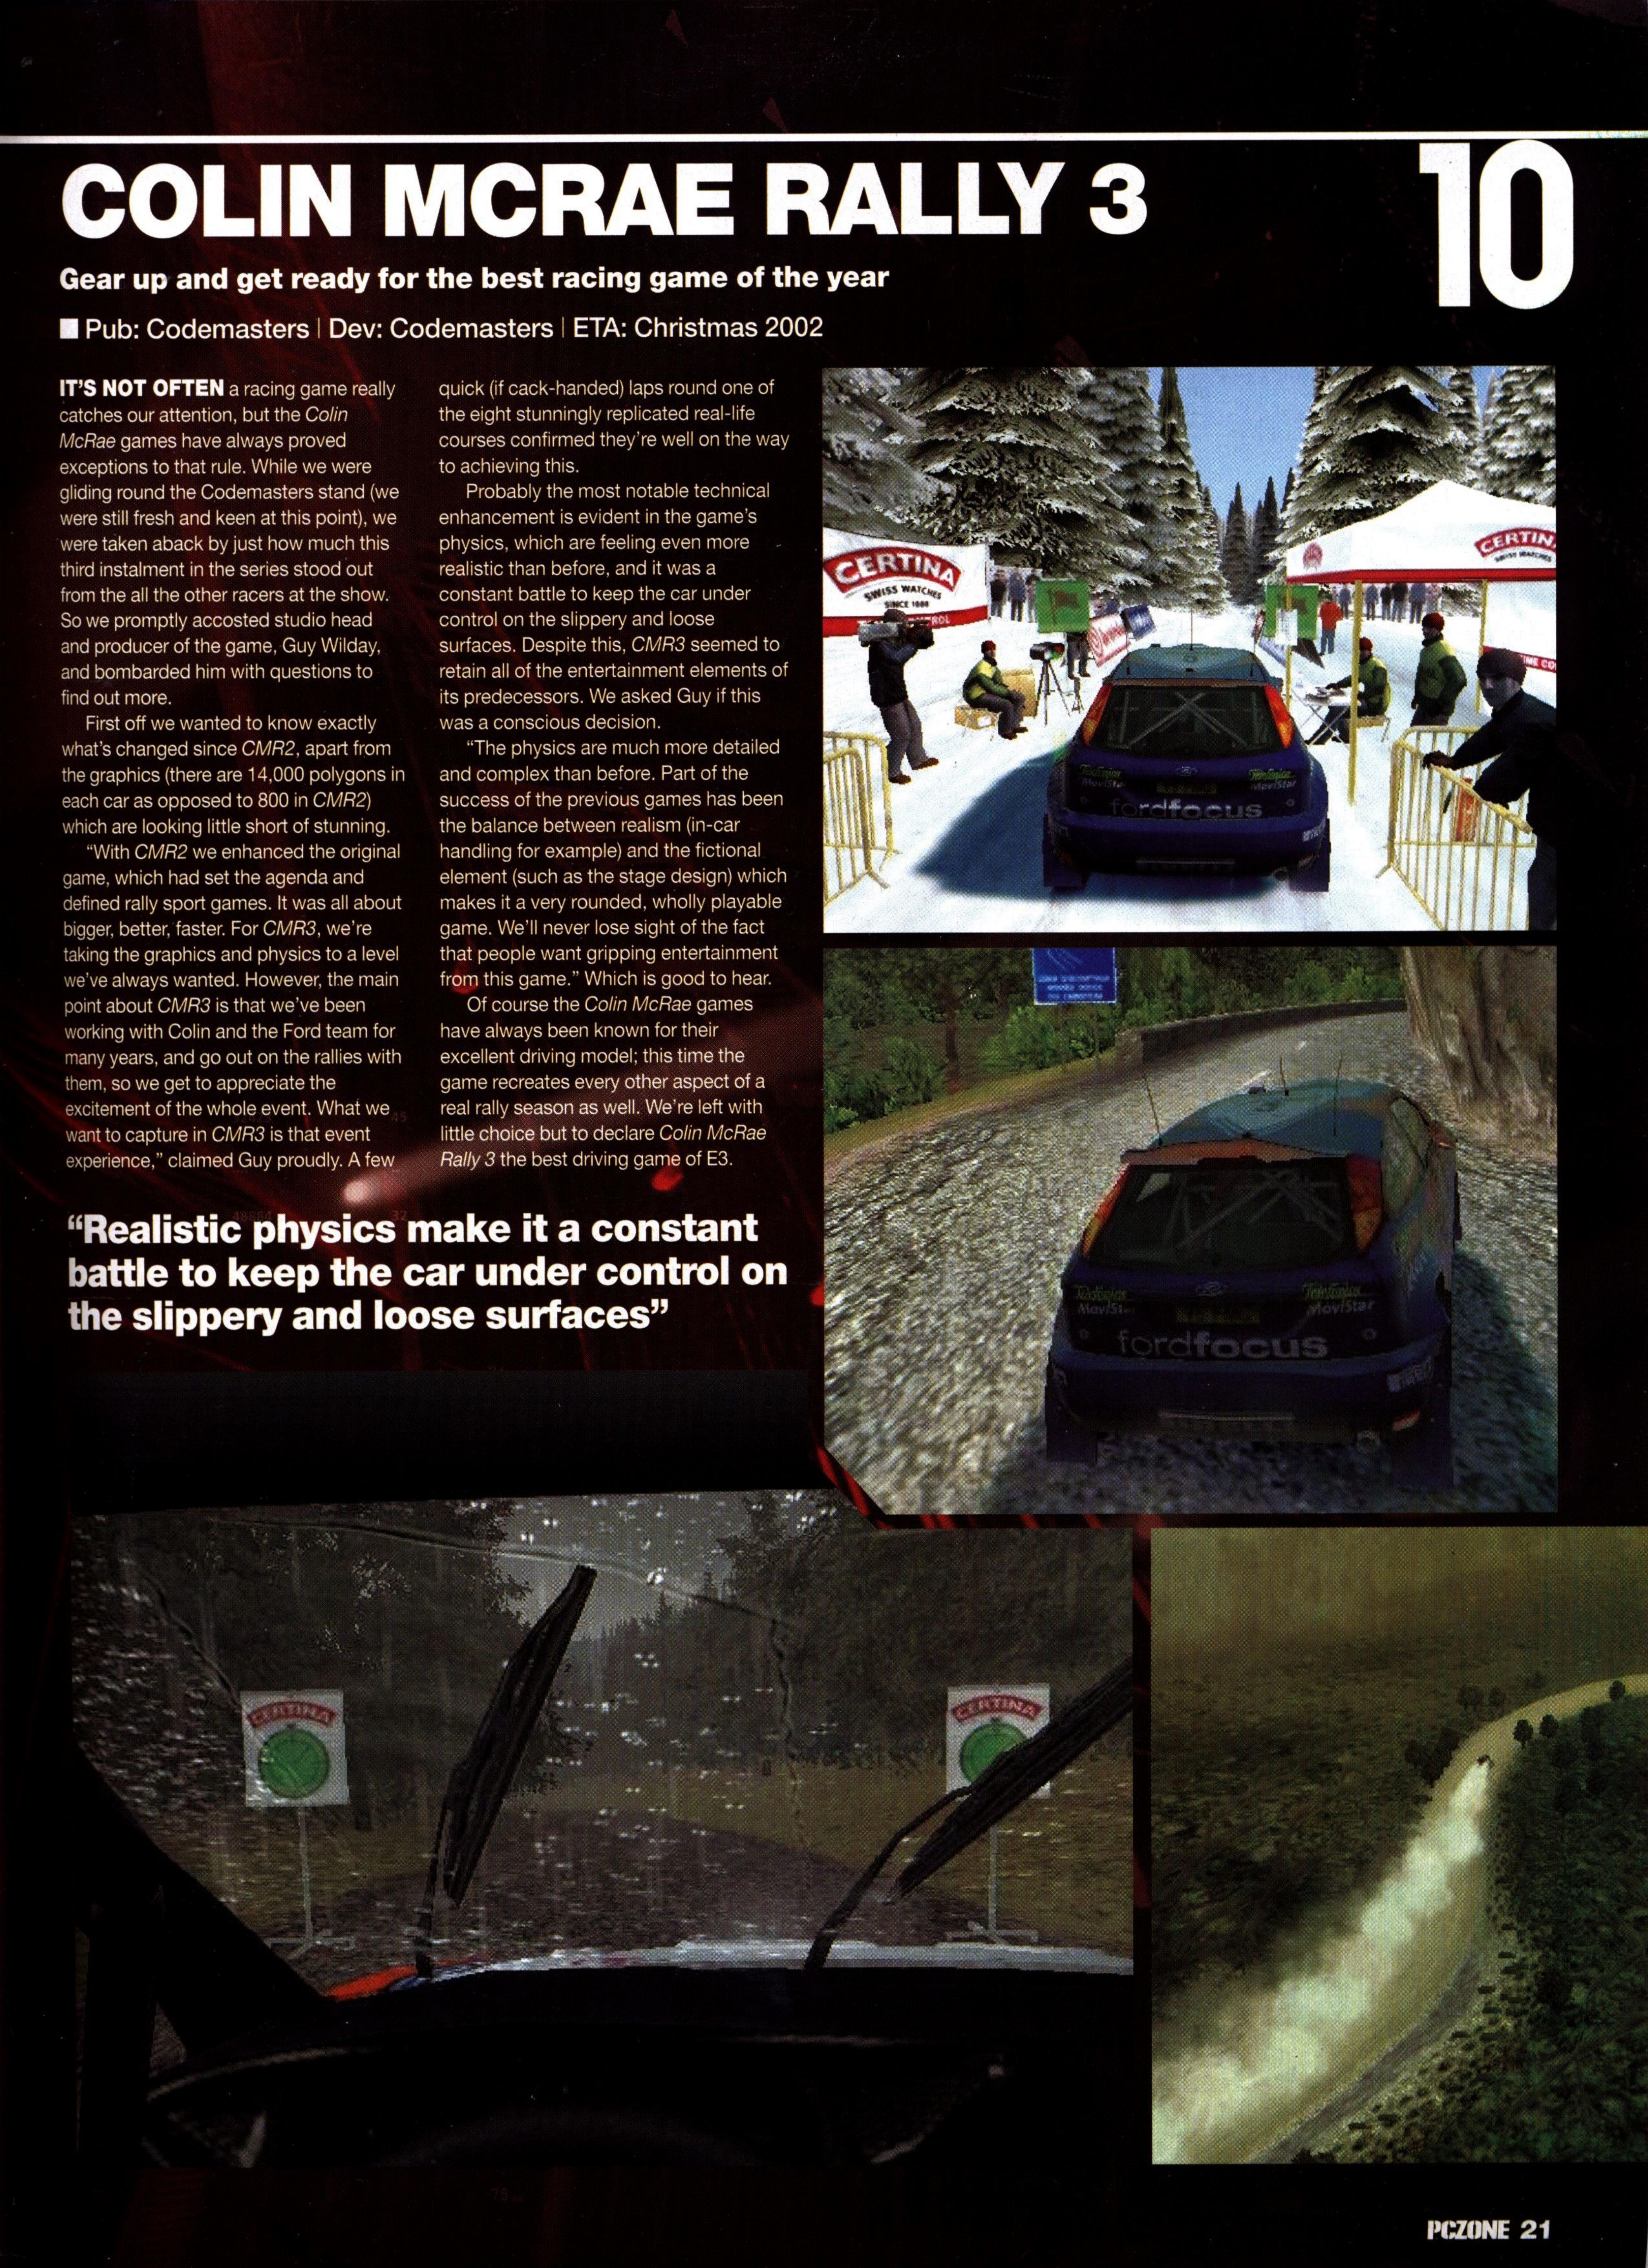 COLIN MCRAE RALLY 3
10
Gear up and get ready for the best racing game of the year
Pub: Codemasters | Dev: Codemasters | ETA: Christmas 2002
IT'S NOT OFTEN a racing game really
catches our attention, but the Colin
McRae games have always proved
exceptions to that rule. While we were
gliding round the Codemasters stand (we
were still fresh and keen at this point), we
were taken aback by just how much this
third instalment in the series stood out
from the all the other racers at the show.
So we promptly accosted studio head
and producer of the game, Guy Wilday,
and bombarded him with questions to
find out more.
First off we wanted to know exactly
what's changed since CMR2, apart from
the graphics (there are 14,000 polygons in
each car as opposed to 800 in CMR2)
which are looking little short of stunning.
“With CMR2 we enhanced the original
game, which had set the agenda and
defined rally sport games. It was all about
bigger, better, faster. For CMR3, we're
taking the graphics and physics to a level
we've always wanted. However, the main
point about CMR3 is that we've been
working with Colin and the Ford team for
many years, and go out on the rallies with
them, so we get to appreciate the
excitement of the whole event. What we
want to capture in CMR3 is that event
experience,” claimed Guy proudly. A few
quick (if cack-handed) laps round one of
the eight stunningly replicated real-life
courses confirmed they're well on the way
to achieving this.
Probably the most notable technical
enhancement is evident in the game's
physics, which are feeling even more
realistic than before, and it was a
constant battle to keep the car under
control on the slippery and loose
surfaces. Despite this, CMR3 seemed to
retain all of the entertainment elements of
its predecessors. We asked Guy if this
was a conscious decision.
“The physics are much more detailed
and complex than before. Part of the
success of the previous games has been
the balance between realism (in-car
handling for example) and the fictional
element (such as the stage design) which
makes it a very rounded, wholly playable
game. We'll never lose sight of the fact
that people want gripping entertainment
from this game.” Which is good to hear.
Of course the Colin McRae games
have always been known for their
excellent driving model; this time the
game recreates every other aspect of a
real rally season as well. We're left with
little choice but to declare Colin McRae
Rally 3 the best driving game of E3.
“Realistic physics make it a constant
battle to keep the car under control on
the slippery and loose surfaces”
CERTINA
SWISS WATCHES
SINCE 1888
CERTIN
SWISS WATCHES
TIME CO
Telefonica
MoviStar
Telefonica
MoviStar
fordfocus
Telefonica
MoviStar
Telefonica
MoviStar
fordfocus
CERTINA
CERTINA
PCZONE 21